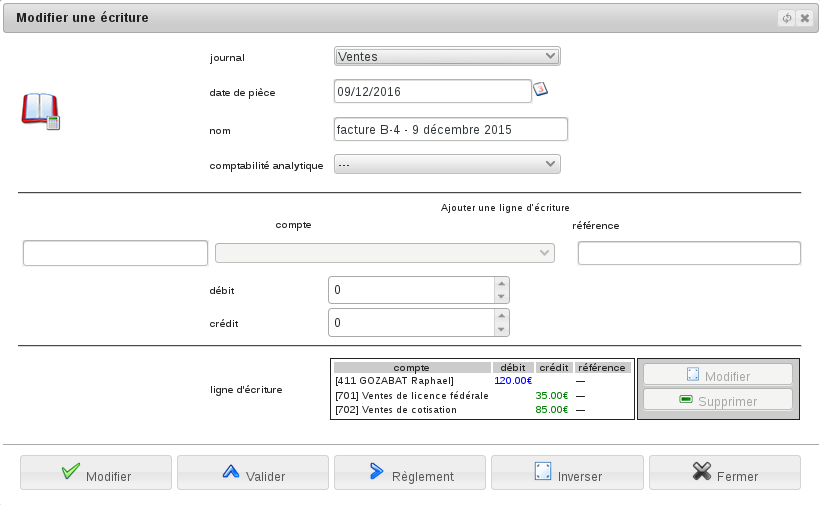 Modifier une écriture
journal Ventes
date de pièce 09/12/2016
nom facture B-4 - 9 décembre 2015
comptabilité analytique ---
Ajouter une ligne d'écriture
compte référence
débit 0
crédit 0
ligne d'écriture
compte débit crédit référence
[411 GOZABAT Raphael] 120.00€ —
[701] Ventes de licence fédérale 35.00€ —
[702] Ventes de cotisation 85.00€ —
Modifier
Supprimer
Modifier Valider Règlement Inverser Fermer